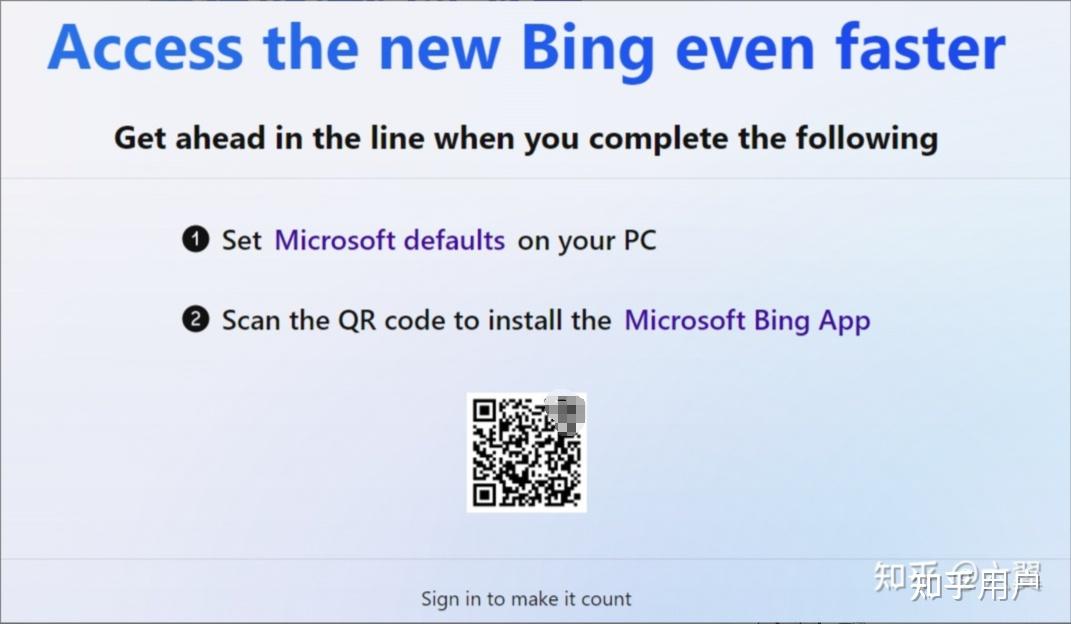 Access the new Bing even faster
Get ahead in the line when you complete the following
1 Set Microsoft defaults on your PC
2 Scan the QR code to install the Microsoft Bing App
Sign in to make it count
知乎用户